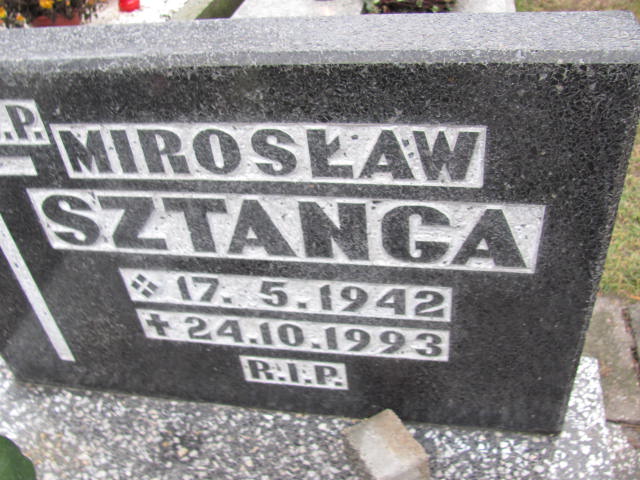 .P. MIROSŁAW
SZTANGA
17. 5. 1942
24.10.1993
R.I.P.